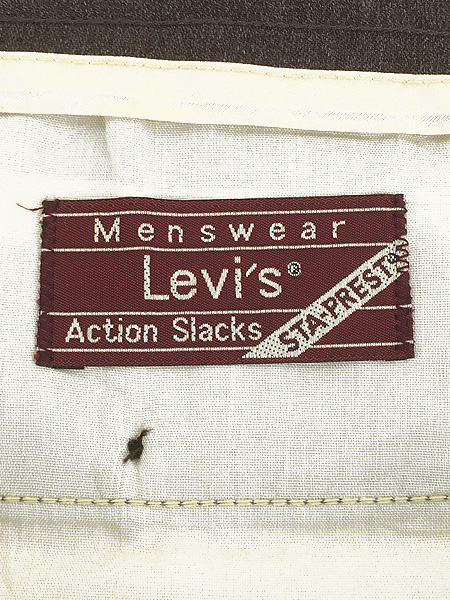 Menswear
Levi's®
Action Slacks
STA-PREST®